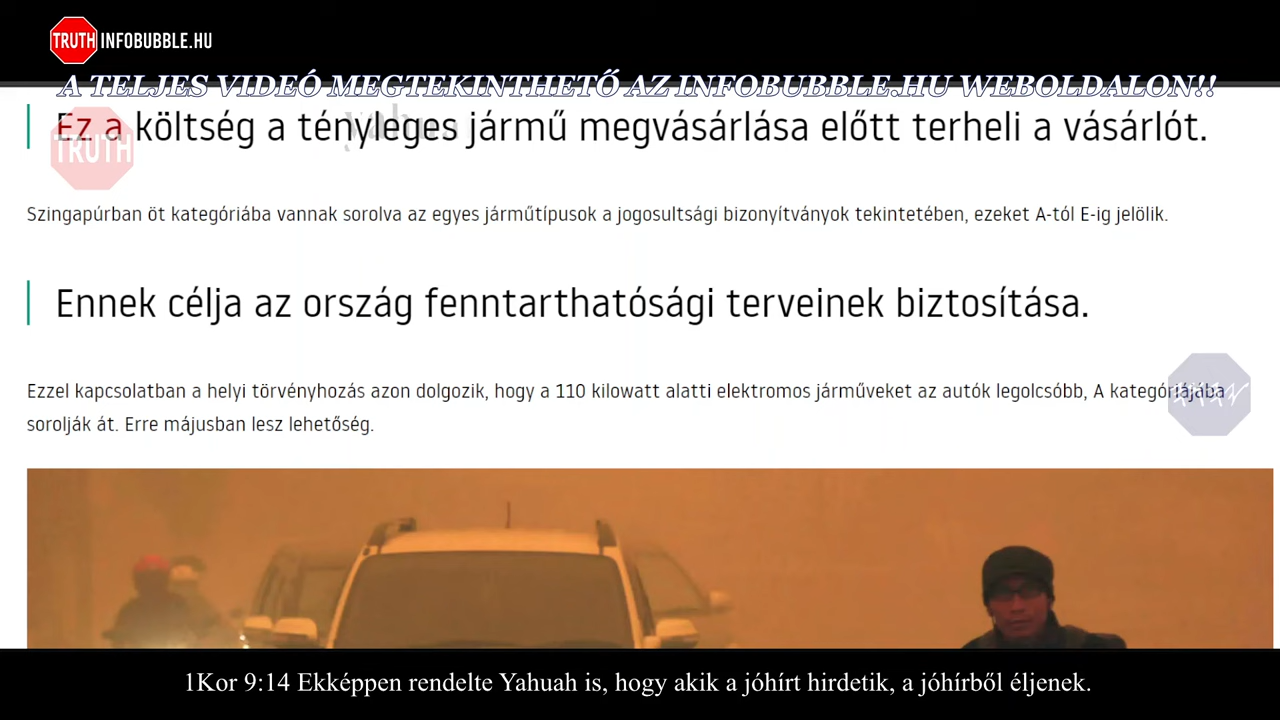 TRUTH INFOBUBBLE.HU
A TELJES VIDEÓ MEGTEKINTHETŐ AZ INFOBUBBLE.HU WEBOLDALON!!
Ez a költség a tényleges jármű megvásárlása előtt terheli a vásárlót.
TRUTH
Szingapúrban öt kategóriába vannak sorolva az egyes járműtípusok a jogosultsági bizonyítványok tekintetében, ezeket A-tól E-ig jelölik.
Ennek célja az ország fenntarthatósági terveinek biztosítása.
Ezzel kapcsolatban a helyi törvényhozás azon dolgozik, hogy a 110 kilowatt alatti elektromos járműveket az autók legolcsóbb, A kategóriájába
sorolják át. Erre májusban lesz lehetőség.
1Kor 9:14 Ekképpen rendelte Yahuah is, hogy akik a jóhírt hirdetik, a jóhírből éljenek.